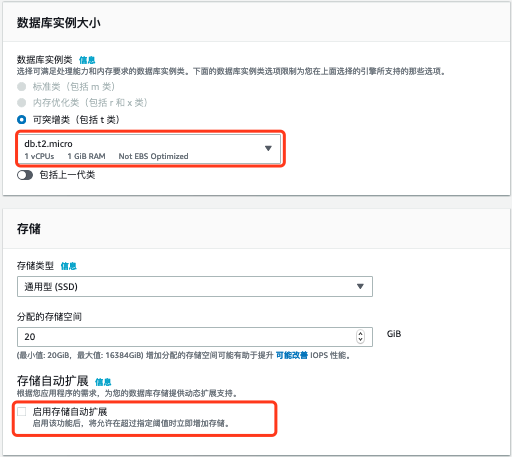 数据库实例大小
数据库实例类 信息
选择可满足处理能力和内存要求的数据库实例类。下面的数据库实例类选项限制为您在上面选择的引擎所支持的那些选项。
标准类（包括 m 类）
内存优化类（包括 r 和 x 类）
可突增类（包括 t 类）
db.t2.micro
1 vCPUs 1 GiB RAM Not EBS Optimized
包括上一代类
存储
存储类型 信息
通用型 (SSD)
分配的存储空间
20 GiB
(最小值: 20GiB，最大值: 16384GiB) 增加分配的存储空间可能有助于提升 可能改善 IOPS 性能。
存储自动扩展 信息
根据您应用程序的需求，为您的数据库存储提供动态扩展支持。
启用存储自动扩展
启用该功能后，将允许在超过指定阈值时立即增加存储。